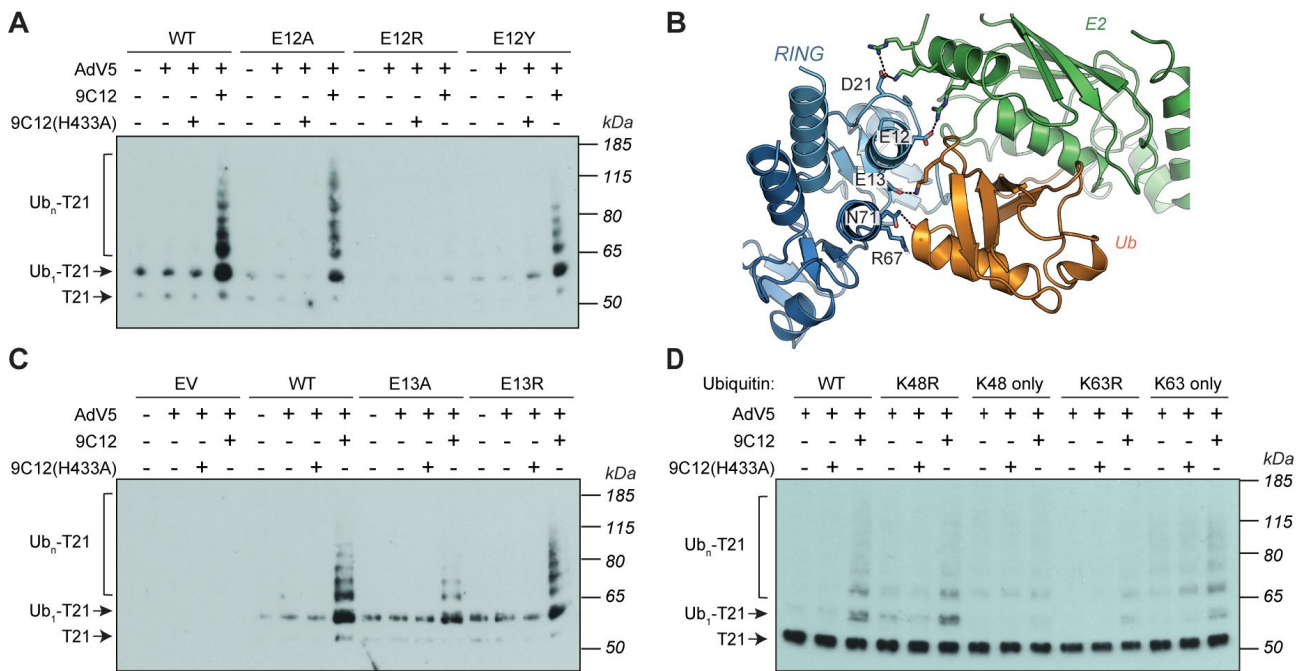 A
WT E12A E12R E12Y
AdV5 - + + + - + + + - + + + - + + +
9C12 - - - + - - - + - - - + - - - +
9C12(H433A) - - + - - - + - - - + - - - + -
kDa
185
115
Ubn-T21
80
65
Ub1-T21
T21
50
B
E2
RING
D21
E12
E13
N71
R67
Ub
C
EV WT E13A E13R
AdV5 - + + + - + + + - + + + - + + +
9C12 - - - + - - - + - - - + - - - +
9C12(H433A) - - + - - - + - - - + - - - + -
kDa
185
115
Ubn-T21
80
65
Ub1-T21
T21
50
D
Ubiquitin: WT K48R K48 only K63R K63 only
AdV5 + + + + + + + + + + + + + + +
9C12 - - + - - + - - + - - + - - +
9C12(H433A) - + - - + - - + - - + - - + -
kDa
185
115
Ubn-T21
80
65
Ub1-T21
T21
50